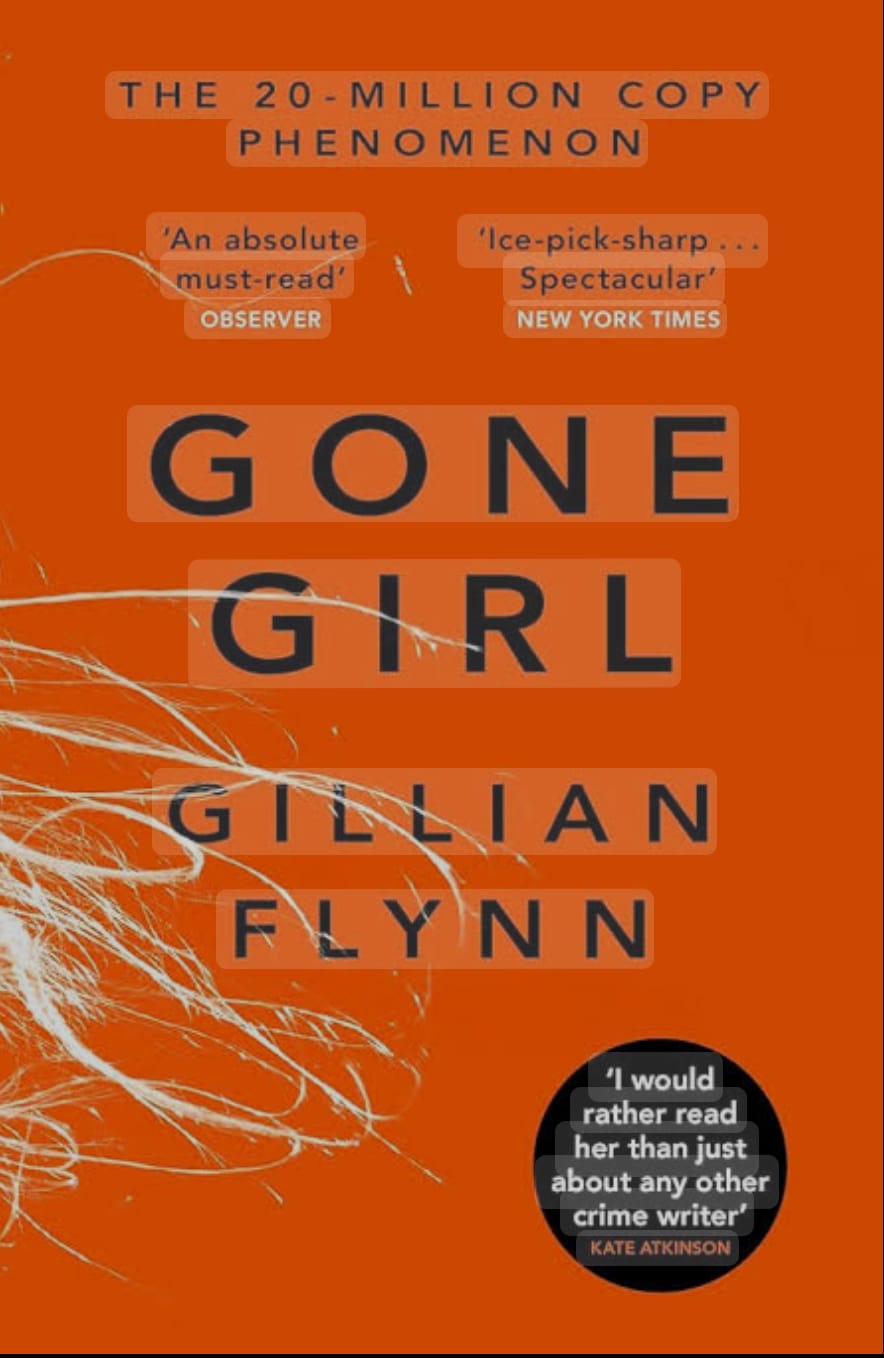 THE 20-MILLION COPY
PHENOMENON
‘An absolute
must-read’
OBSERVER
‘Ice-pick-sharp . . .
Spectacular’
NEW YORK TIMES
GONE
GIRL
GILLIAN
FLYNN
‘I would
rather read
her than just
about any other
crime writer’
KATE ATKINSON